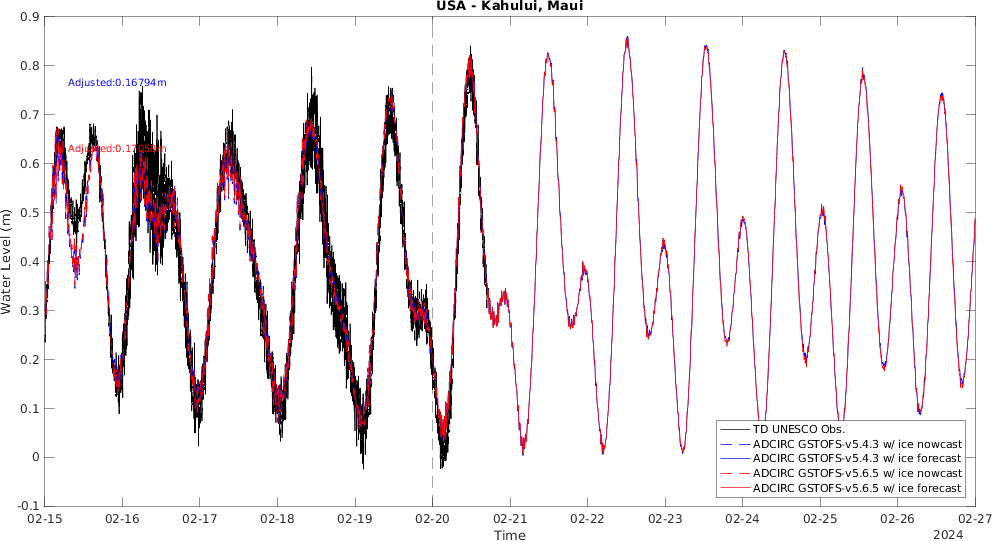 USA - Kahului, Maui
0.9
0.8
0.7
0.6
0.5
0.4
0.3
0.2
0.1
0
-0.1
Water Level (m)
Adjusted:0.16794m
TD UNESCO Obs.
ADCIRC GSTOFS-v5.4.3 w/ ice nowcast
ADCIRC GSTOFS-v5.4.3 w/ ice forecast
ADCIRC GSTOFS-v5.6.5 w/ ice nowcast
ADCIRC GSTOFS-v5.6.5 w/ ice forecast
02-15 02-16 02-17 02-18 02-19 02-20 02-21 02-22 02-23 02-24 02-25 02-26 02-27
Time
2024